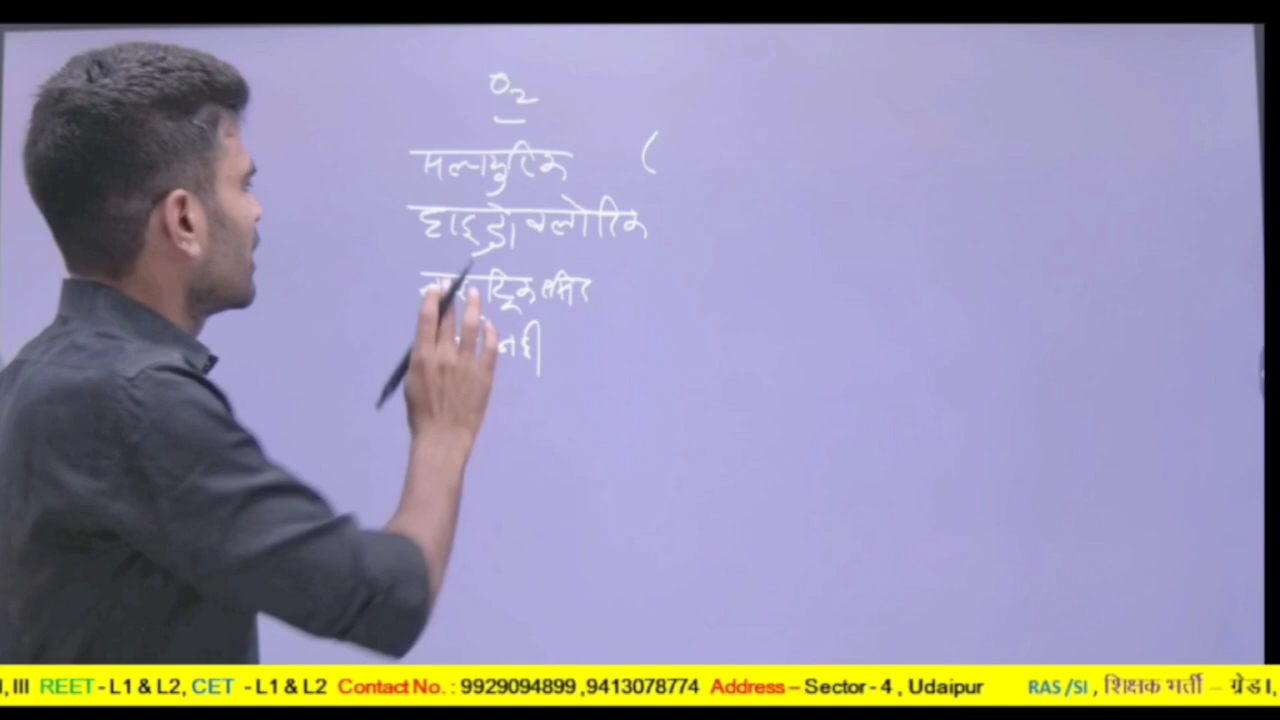 O2
सल्फ्युरिक (
हाइड्रो क्लोरिक
नहीं
I, III REET - L1 & L2, CET - L1 & L2 Contact No. : 9929094899 ,9413078774 Address – Sector - 4 , Udaipur RAS /SI , शिक्षक भर्ती – ग्रेड I,